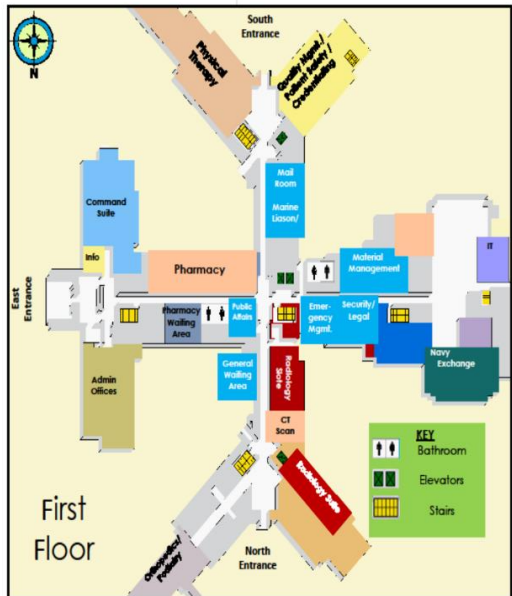 South
Entrance
Physical
Therapy
Quality Mgmt /
Patient Safety /
Credentialing
N
Mail
Room
Marine
Liason/
Command
Suite
Info
Pharmacy
Material
Management
IT
East
Entrance
Pharmacy
Waiting
Area
Public
Affairs
Emer-
gency
Mgmt.
Security/
Legal
Navy
Exchange
Admin
Offices
General
Waiting
Area
Radiology
Suite
CT
Scan
Radiology Suite
KEY
Bathroom
Elevators
Stairs
First
Floor
Orthopedics/
Podiatry
North
Entrance